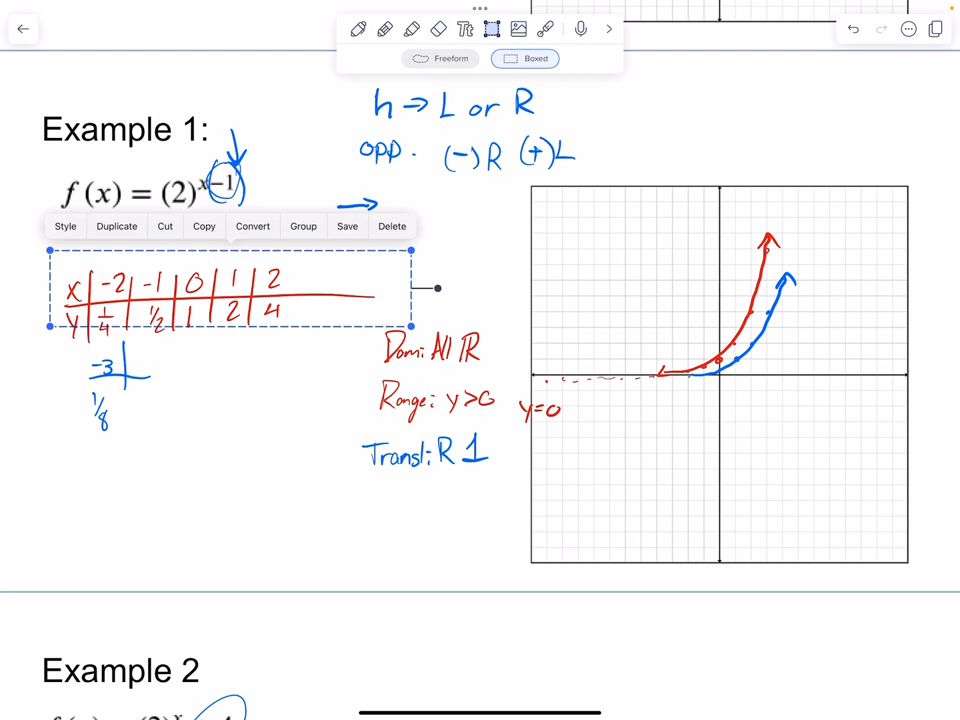 Freeform
Boxed
h → L or R
Example 1:
opp. (-) R (+) L
f (x) = (2)^{x-1}
Style Duplicate Cut Copy Convert Group Save Delete
x | -2 | -1 | 0 | 1 | 2
y | 1/4 | 1/2 | 1 | 2 | 4
-3
1/8
Dom: All ℝ
Range: y>0
y=0
Transl: R 1
Example 2